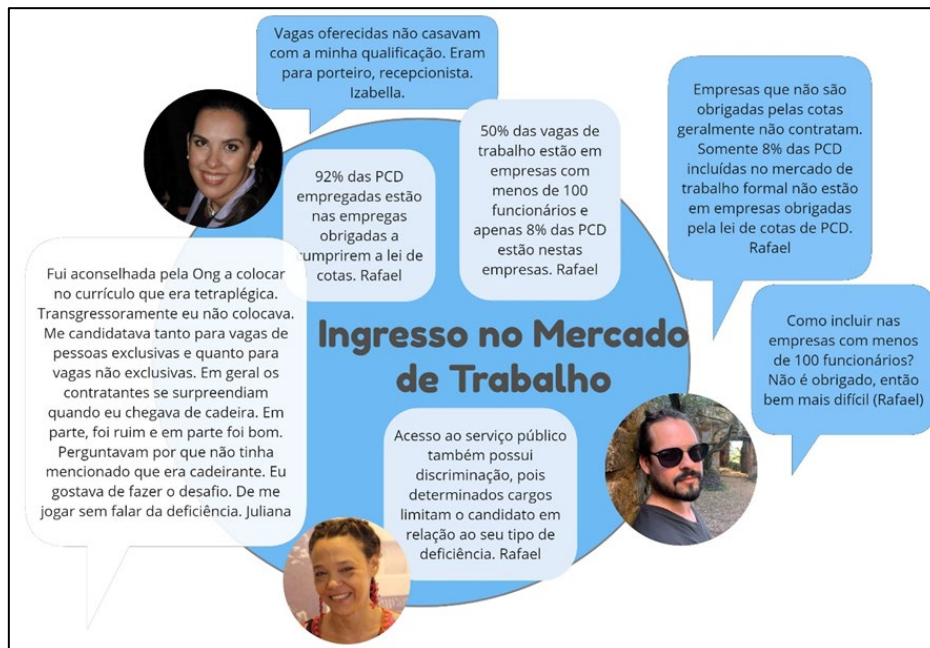 Vagas oferecidas não casavam
com a minha qualificação. Eram
para porteiro, recepcionista.
Izabella.
50% das vagas de
trabalho estão em
empresas com
menos de 100
funcionários e
apenas 8% das PCD
estão nestas
empresas. Rafael
Empresas que não são
obrigadas pelas cotas
geralmente não contratam.
Somente 8% das PCD
incluídas no mercado de
trabalho formal não estão
em empresas obrigadas
pela lei de cotas de PCD.
Rafael
92% das PCD
empregadas estão
nas empregas
obrigadas a
cumprirem a lei de
cotas. Rafael
Fui aconselhada pela Ong a colocar
no currículo que era tetraplégica.
Transgressoramente eu não colocava.
Me candidatava tanto para vagas de
pessoas exclusivas e quanto para
vagas não exclusivas. Em geral os
contratantes se surpreendiam
quando eu chegava de cadeira. Em
parte, foi ruim e em parte foi bom.
Perguntavam por que não tinha
mencionado que era cadeirante. Eu
gostava de fazer o desafio. De me
jogar sem falar da deficiência. Juliana
Ingresso no Mercado
de Trabalho
Como incluir nas
empresas com menos
de 100 funcionários?
Não é obrigado, então
bem mais difícil (Rafael)
Acesso ao serviço público
também possui
discriminação, pois
determinados cargos
limitam o candidato em
relação ao seu tipo de
deficiência. Rafael